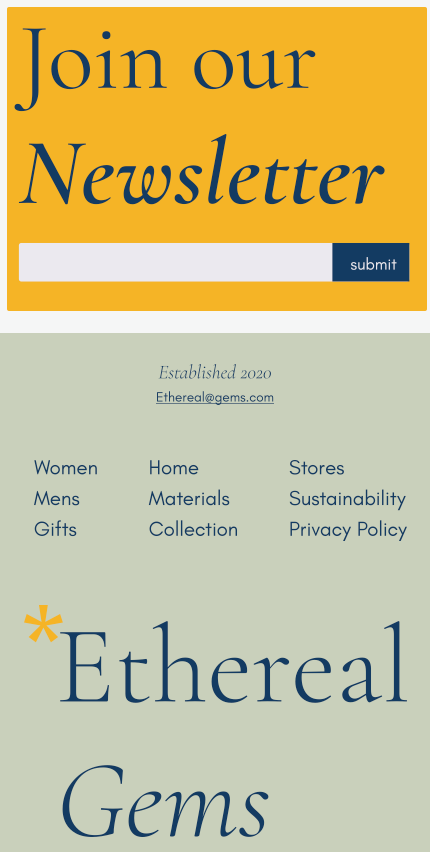 Join our
Newsletter
submit
Established 2020
Ethereal@gems.com
Women Home Stores
Mens Materials Sustainability
Gifts Collection Privacy Policy
*Ethereal
Gems